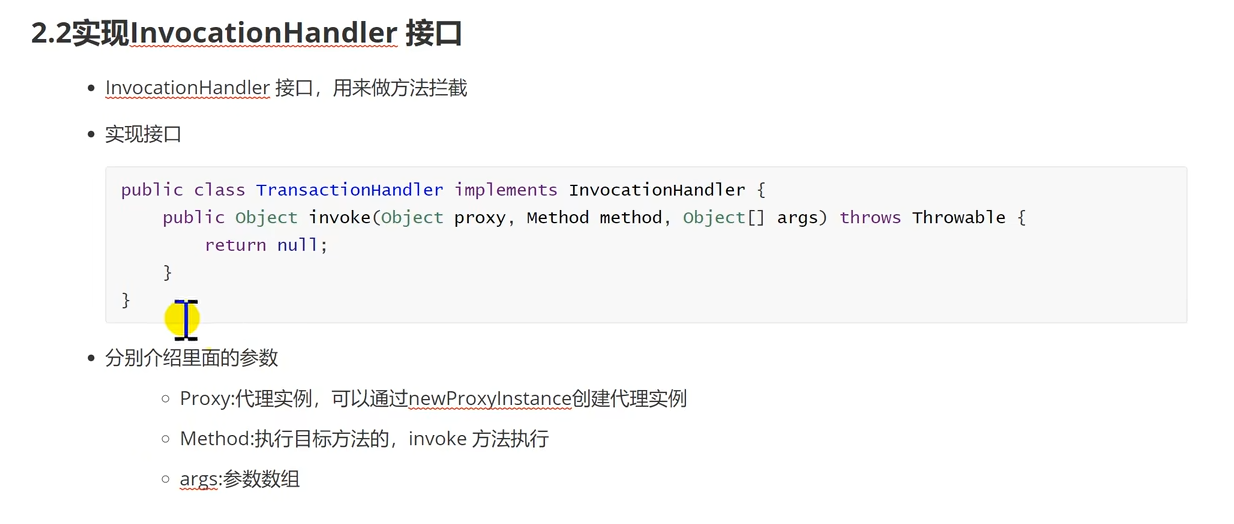 2.2实现InvocationHandler 接口
InvocationHandler 接口，用来做方法拦截
实现接口
public class TransactionHandler implements InvocationHandler {
    public Object invoke(Object proxy, Method method, Object[] args) throws Throwable {
        return null;
    }
}
分别介绍里面的参数
Proxy:代理实例，可以通过newProxyInstance创建代理实例
Method:执行目标方法的，invoke 方法执行
args:参数数组